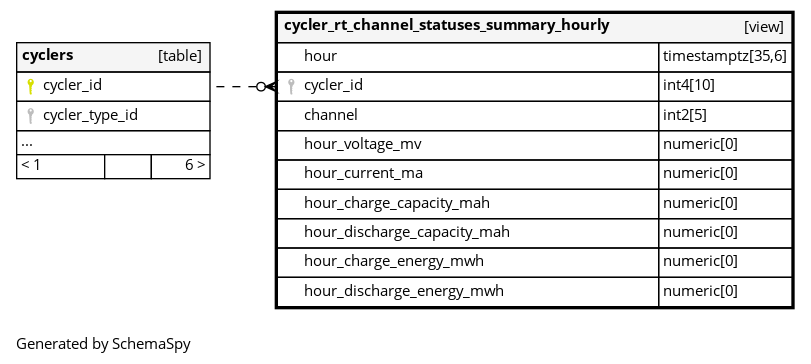 cyclers [table]
cycler_id
cycler_type_id
...
< 1 6 >
cycler_rt_channel_statuses_summary_hourly [view]
hour timestamptz[35,6]
cycler_id int4[10]
channel int2[5]
hour_voltage_mv numeric[0]
hour_current_ma numeric[0]
hour_charge_capacity_mah numeric[0]
hour_discharge_capacity_mah numeric[0]
hour_charge_energy_mwh numeric[0]
hour_discharge_energy_mwh numeric[0]
Generated by SchemaSpy